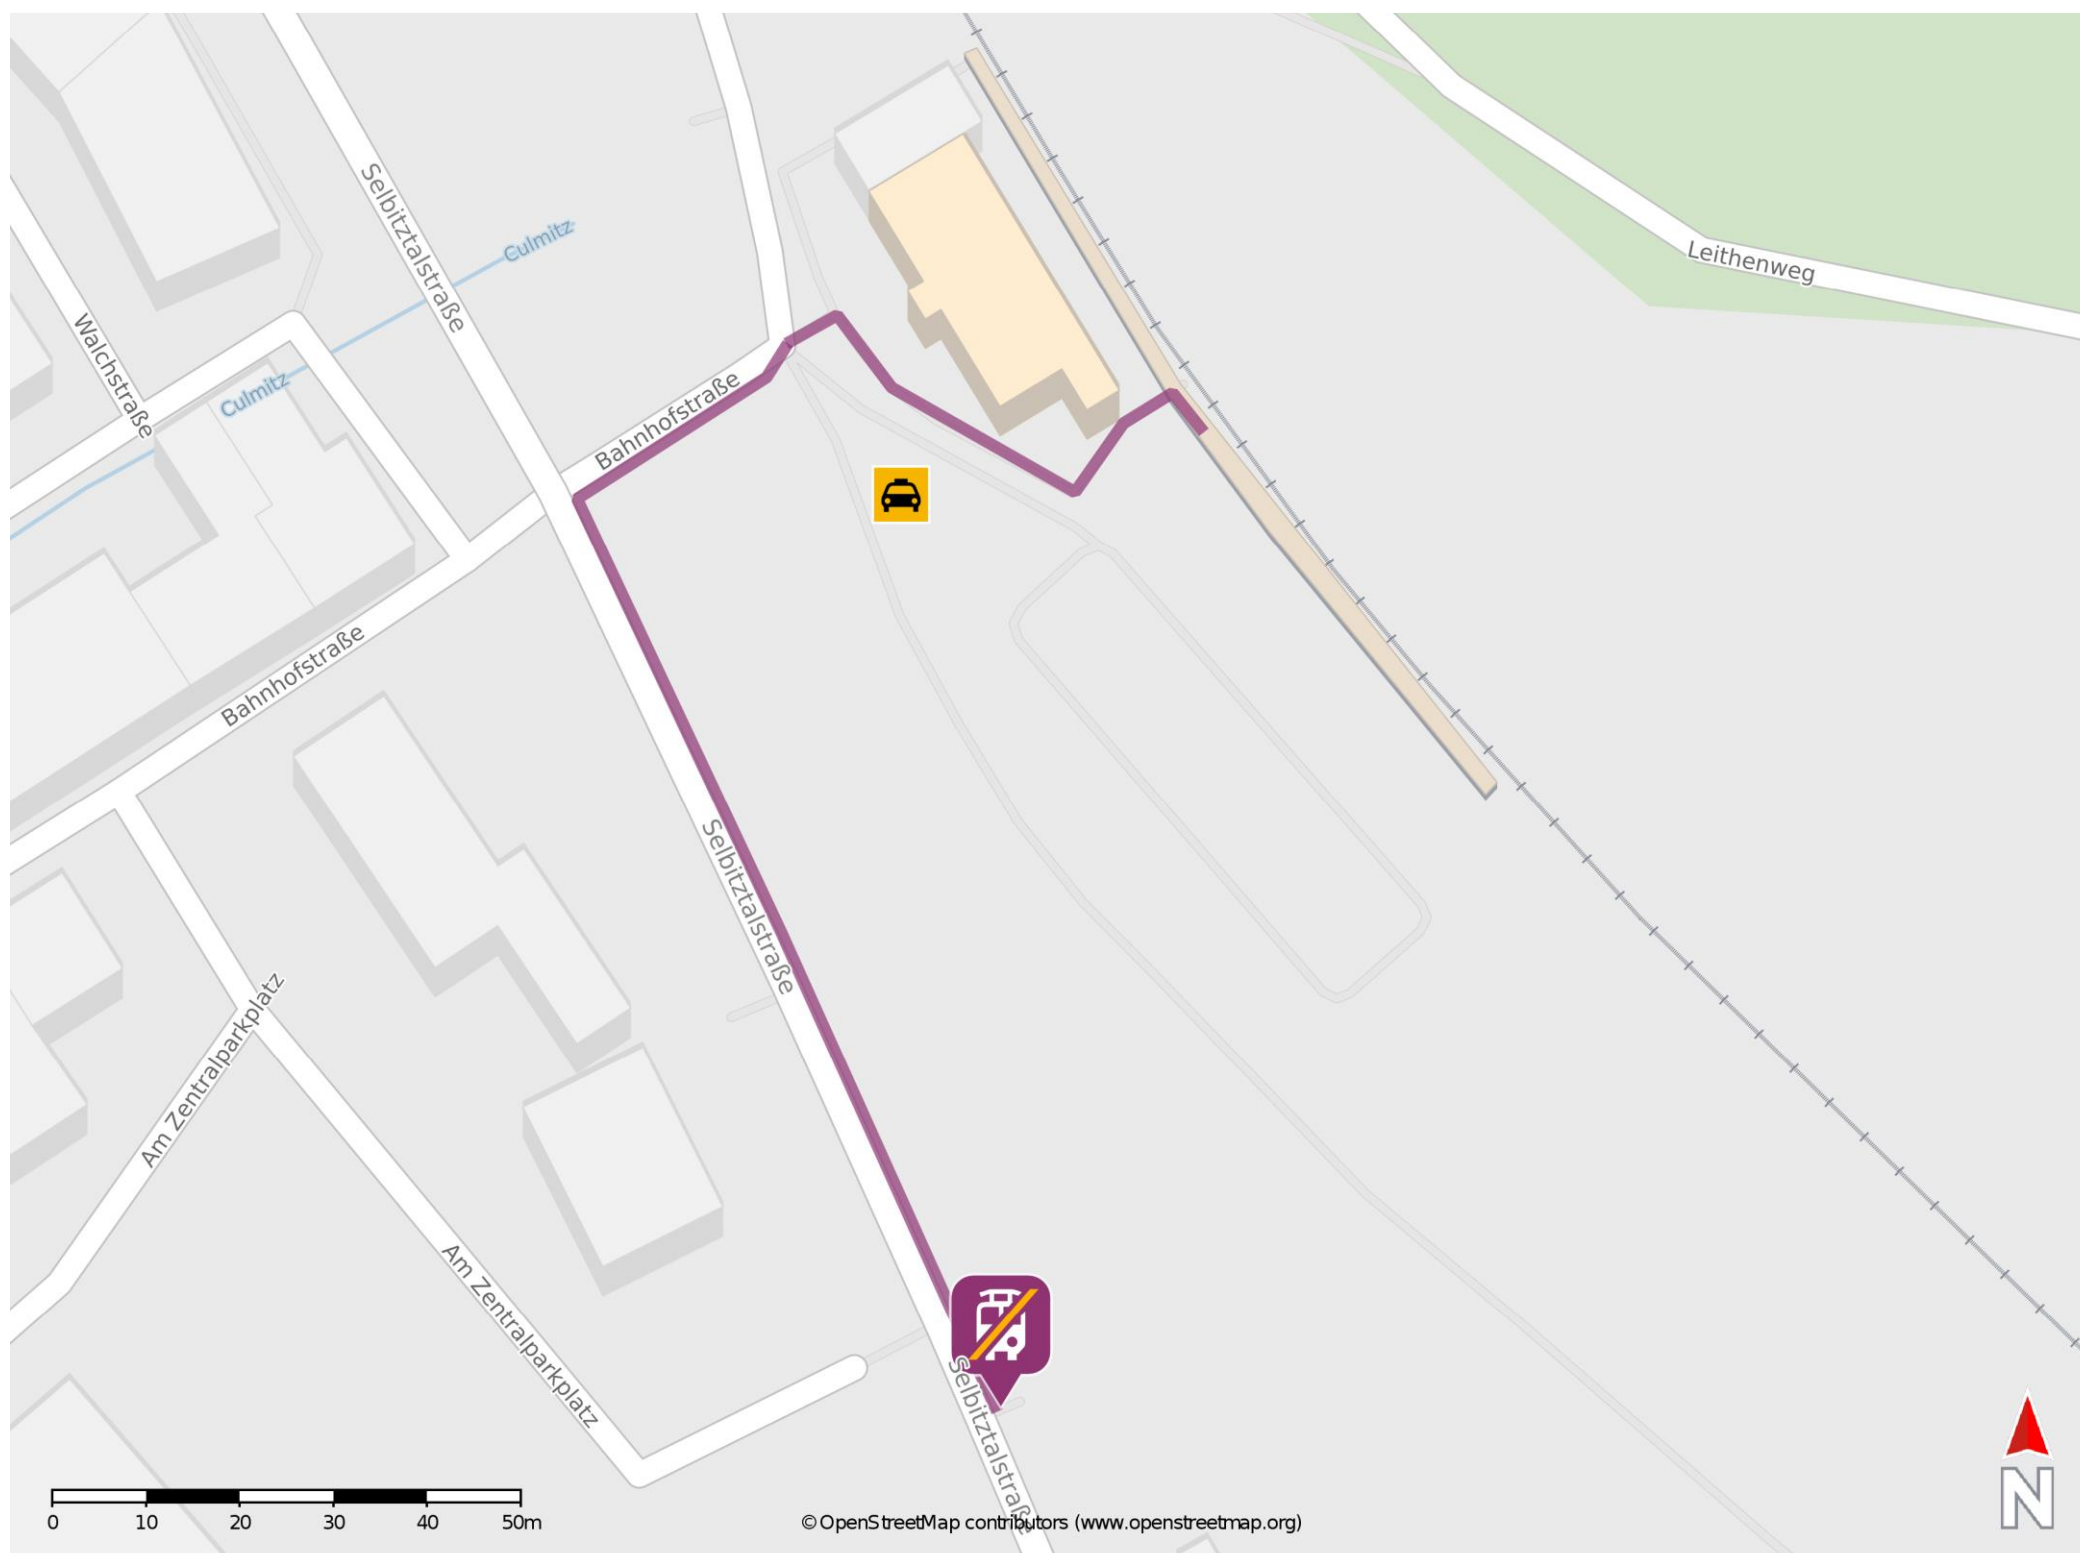 Selbitztalstraße
Culmitz
Leithenweg
Walchstraße
Culmitz
Bahnhofstraße
Bahnhofstraße
Selbitztalstraße
Am Zentralparkplatz
Am Zentralparkplatz
Selbitztalstraße
N
0 10 20 30 40 50m
© OpenStreetMap contributors (www.openstreetmap.org)